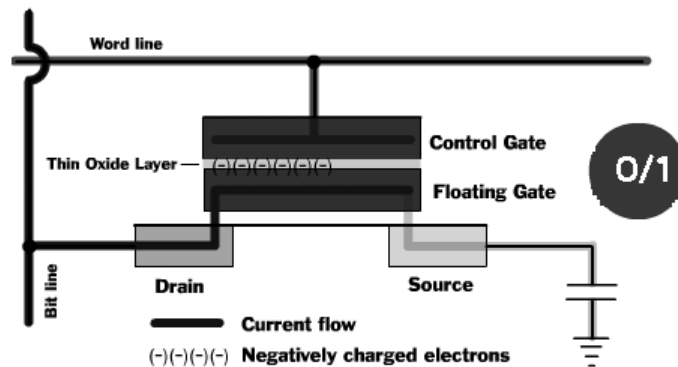 Word line
Control Gate
Thin Oxide Layer
(-)(-)(-)(-)(-)(-)
0/1
Floating Gate
Drain
Source
Bit line
Current flow
(-)(-)(-)(-) Negatively charged electrons